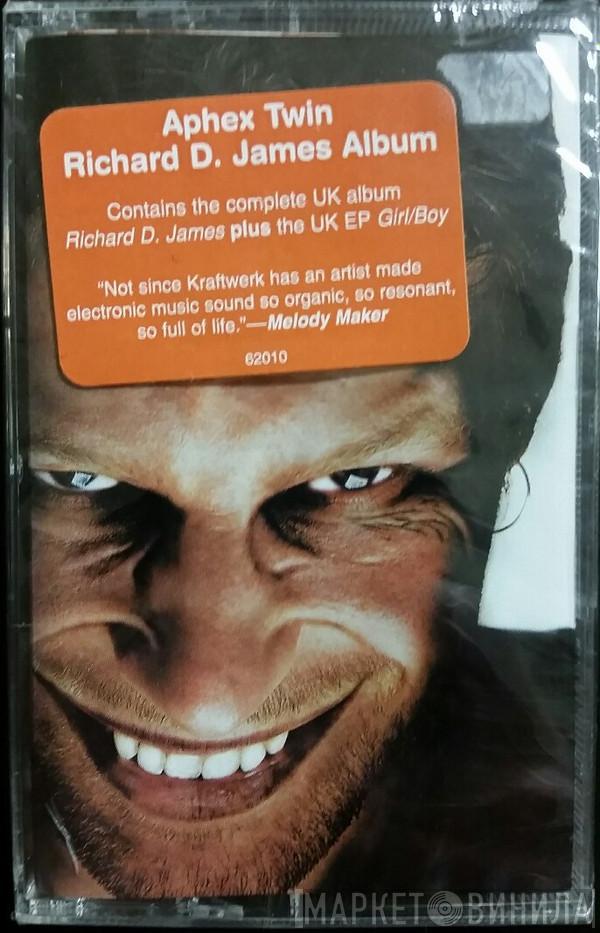 Aphex Twin
Richard D. James Album
Contains the complete UK album
Richard D. James plus the UK EP Girl/Boy
"Not since Kraftwerk has an artist made
electronic music sound so organic, so resonant,
so full of life."—Melody Maker
62010
МАРКЕТ ВИНИЛА